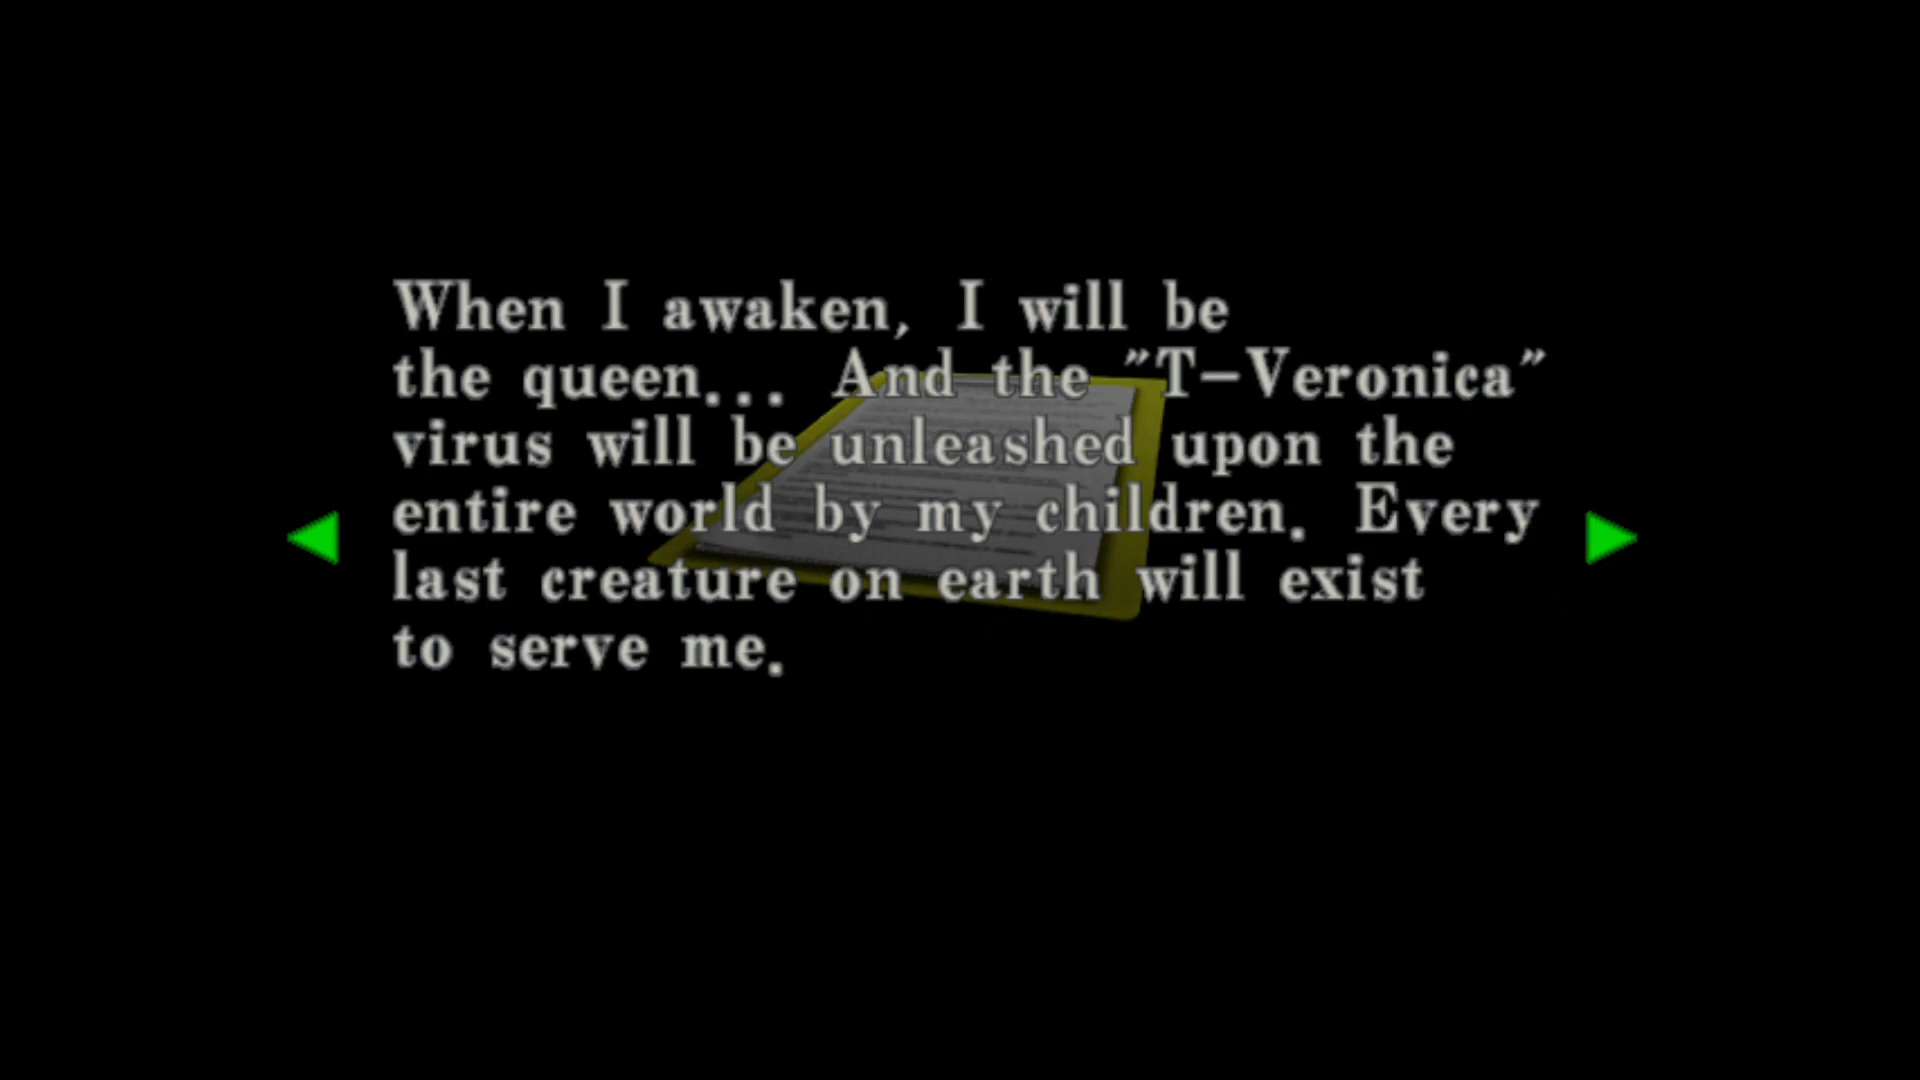 When I awaken, I will be
the queen... And the "T-Veronica"
virus will be unleashed upon the
entire world by my children. Every
last creature on earth will exist
to serve me.